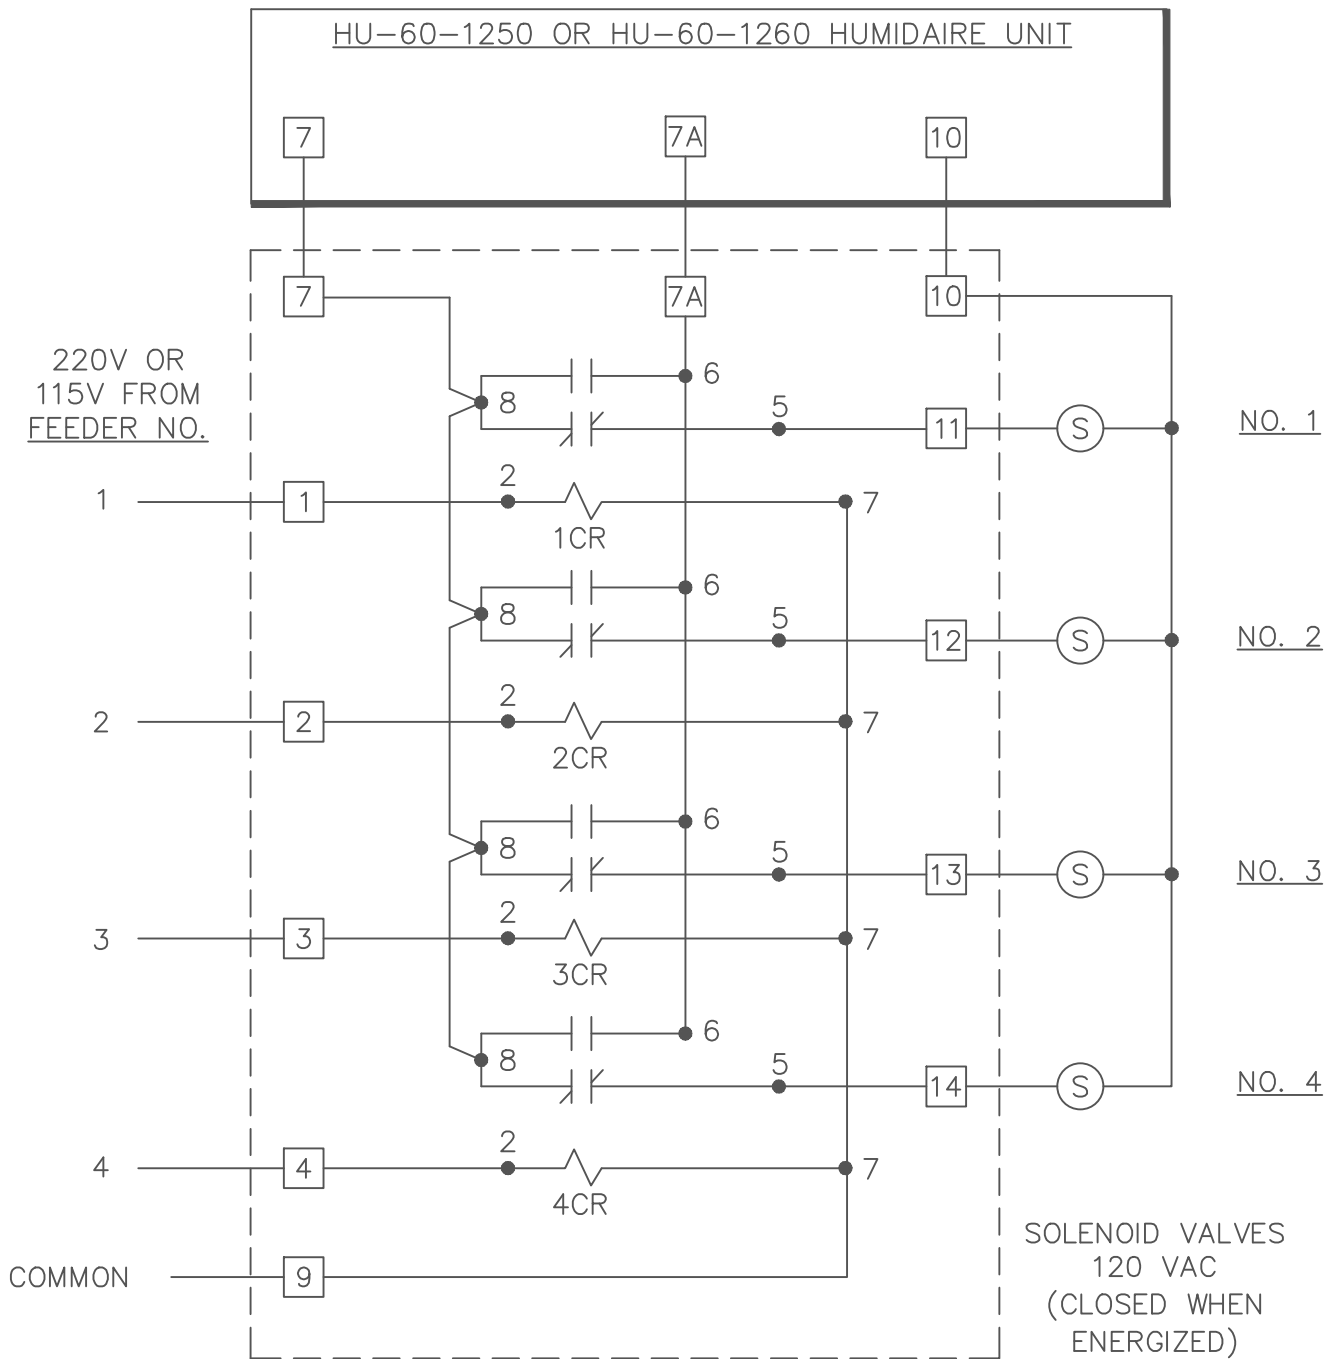 HU-60-1250 OR HU-60-1260 HUMIDAIRE UNIT
7
7A
10
7
7A
10
220V OR
115V FROM
FEEDER NO.
6
8
5
11
S
NO. 1
1
1
2
7
1CR
6
8
5
12
S
NO. 2
2
2
2
7
2CR
6
8
5
13
S
NO. 3
3
3
2
7
3CR
6
8
5
14
S
NO. 4
4
4
2
7
4CR
SOLENOID VALVES
120 VAC
(CLOSED WHEN
ENERGIZED)
COMMON
9